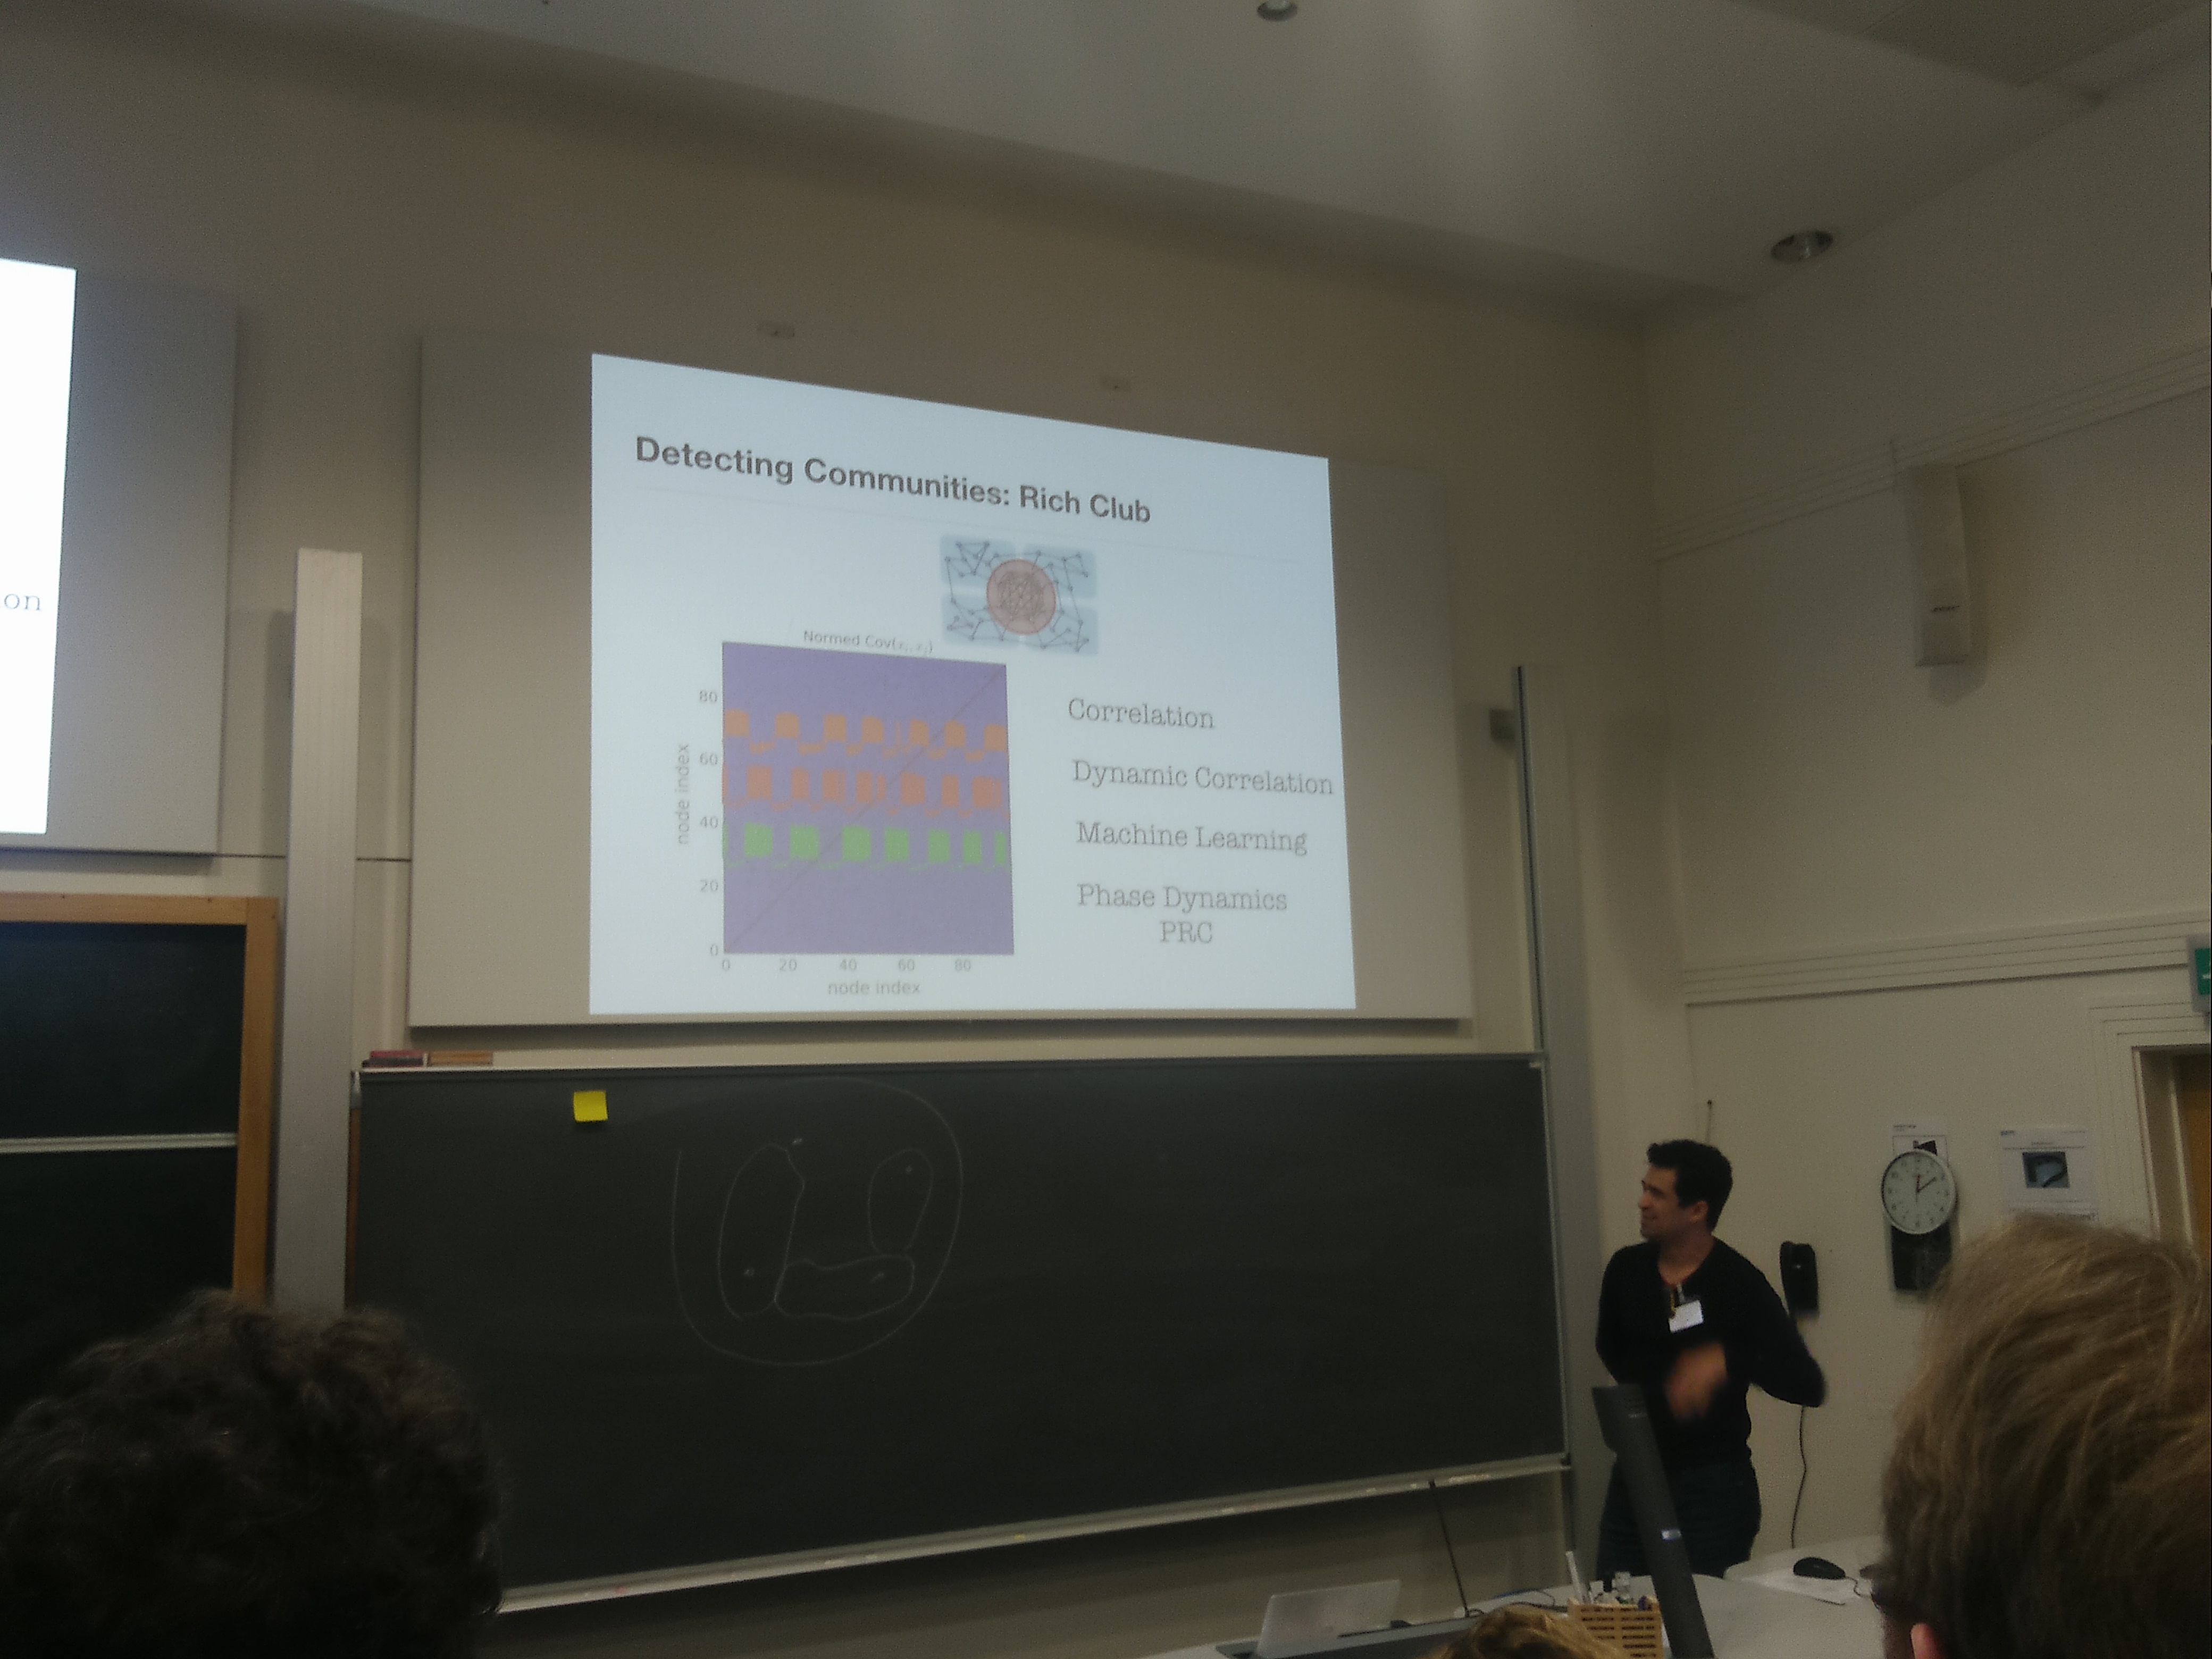 on
Detecting Communities: Rich Club
Normed Cov(x_i, x_j)
80
60
40
20
0
node index
0 20 40 60 80
node index
Correlation
Dynamic Correlation
Machine Learning
Phase Dynamics
PRC